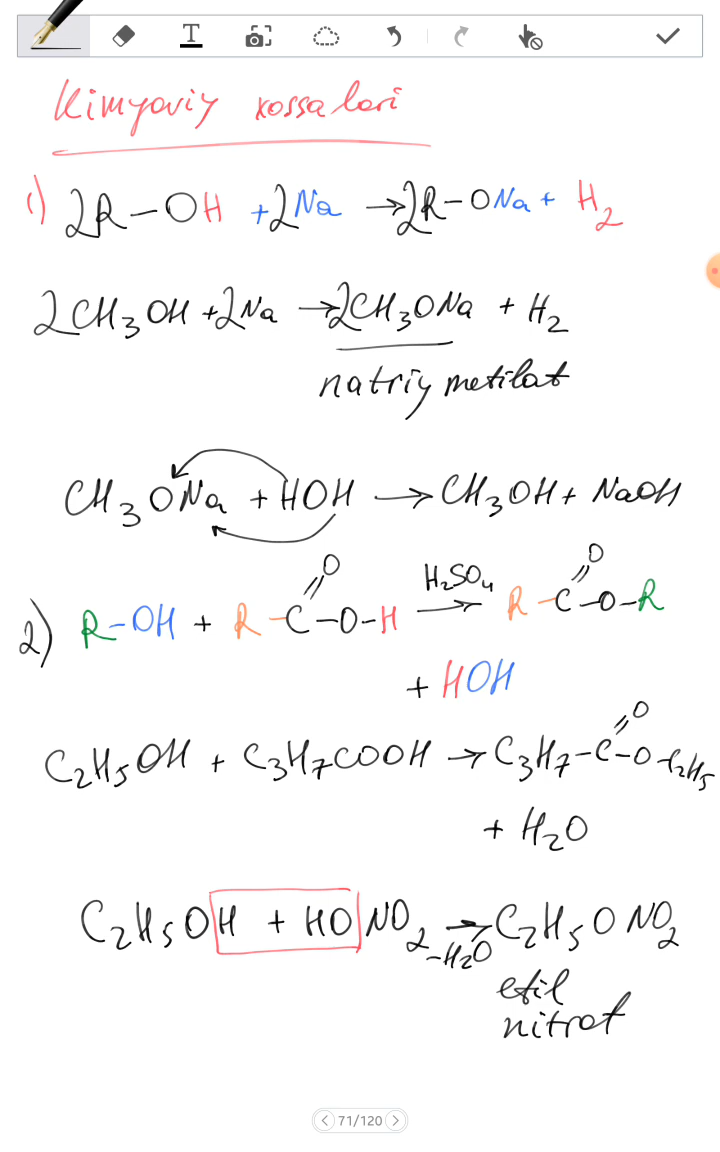 T
Kimyoviy xossalari
1) 2R-OH +2Na →2R-ONa + H2
2CH3OH+2Na →2CH3ONa + H2
natriy metilat
CH3ONa + HOH → CH3OH + NaOH
2) R-OH + R-C(=O)-O-H H2SO4→ R-C(=O)-O-R
+ HOH
C2H5OH + C3H7COOH → C3H7-C(=O)-O-C2H5
+ H2O
C2H5OH + HONO2 -H2O→ C2H5ONO2
etil
nitrat
71/120